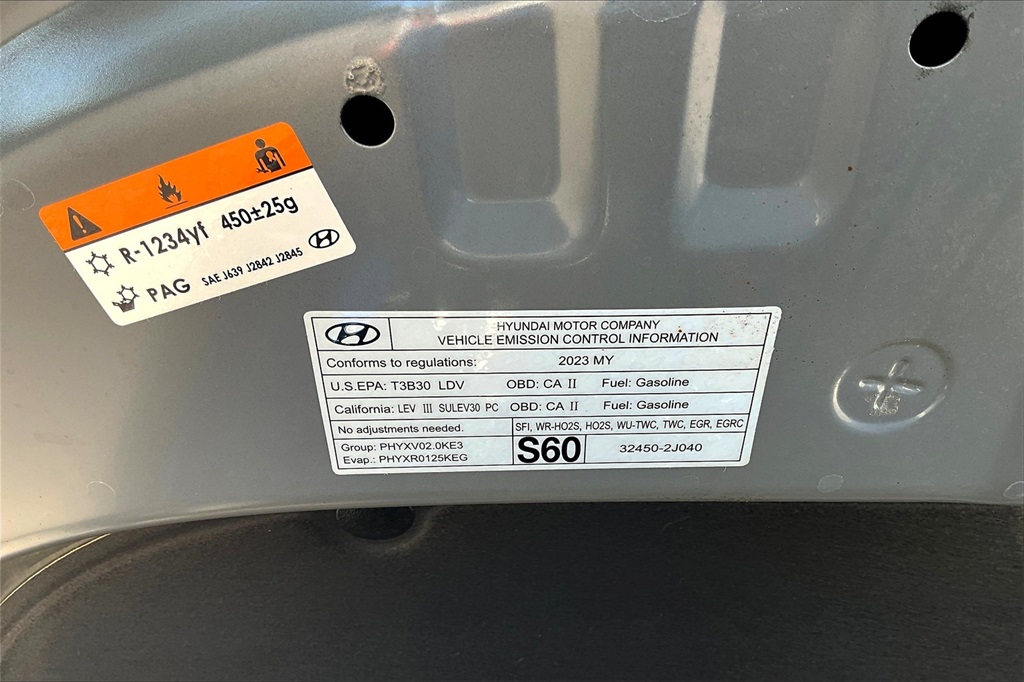 R-1234yf 450±25g
PAG SAE J639 J2842 J2845
HYUNDAI MOTOR COMPANY
VEHICLE EMISSION CONTROL INFORMATION
Conforms to regulations: 2023 MY
U.S.EPA: T3B30 LDV OBD: CA II Fuel: Gasoline
California: LEV III SULEV30 PC OBD: CA II Fuel: Gasoline
No adjustments needed. SFI, WR-HO2S, HO2S, WU-TWC, TWC, EGR, EGRC
Group: PHYXV02.0KE3
Evap.: PHYXR0125KEG
S60 32450-2J040